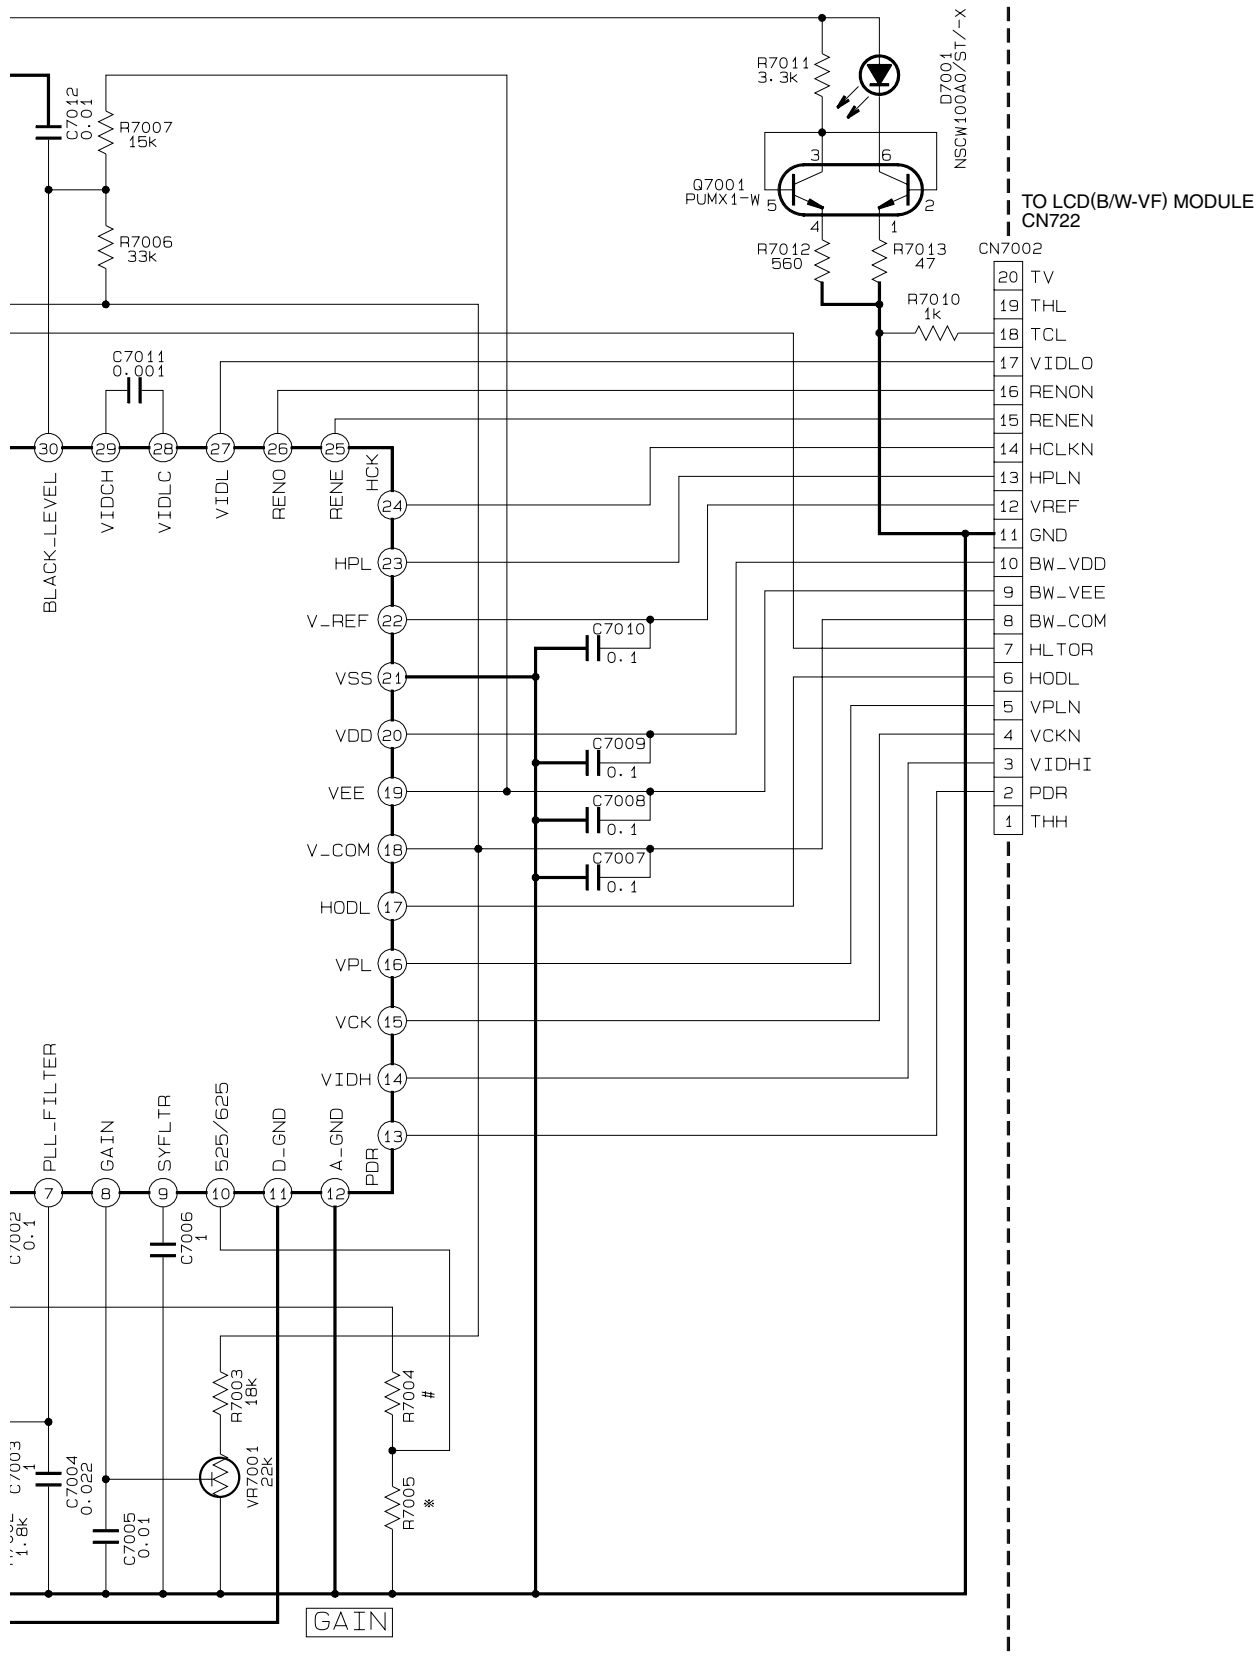 R7011
3.3k
D7001
NSCW100A0/ST/-X
C7012
0.01
R7007
15k
3
6
Q7001
PUMX1-W
5
2
4
1
TO LCD(B/W-VF) MODULE
CN722
R7006
33k
R7012
560
R7013
47
CN7002
R7010
1k
20 TV
19 THL
18 TCL
17 VIDLO
16 RENON
15 RENEN
14 HCLKN
13 HPLN
12 VREF
11 GND
10 BW_VDD
9 BW_VEE
8 BW_COM
7 HLTOR
6 HODL
5 VPLN
4 VCKN
3 VIDHI
2 PDR
1 THH
C7011
0.001
30 BLACK_LEVEL
29 VIDCH
28 VIDLC
27 VIDL
26 RENO
25 RENE
HCK 24
HPL 23
V_REF 22
C7010
0.1
VSS 21
VDD 20
C7009
0.1
VEE 19
C7008
0.1
V_COM 18
C7007
0.1
HODL 17
VPL 16
VCK 15
VIDH 14
PDR 13
PLL_FILTER 7
GAIN 8
SYFLTR 9
525/625 10
D_GND 11
A_GND 12
C7002
0.1
C7006
1
R7003
18k
R7004
#
C7003
1
C7004
0.022
VR7001
22k
R7005
※
1.8k
C7005
0.01
GAIN